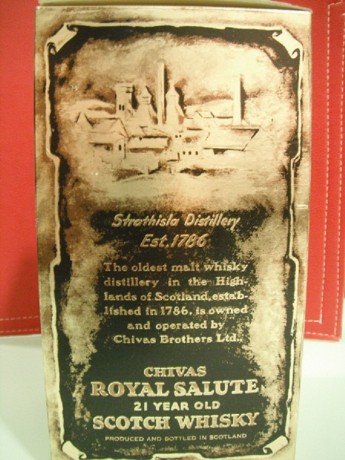 Strathisla Distillery
Est. 1786
The oldest malt whisky
distillery in the High-
lands of Scotland, estab-
lished in 1786, is owned
and operated by
Chivas Brothers Ltd.
CHIVAS
ROYAL SALUTE
21 YEAR OLD
SCOTCH WHISKY
PRODUCED AND BOTTLED IN SCOTLAND